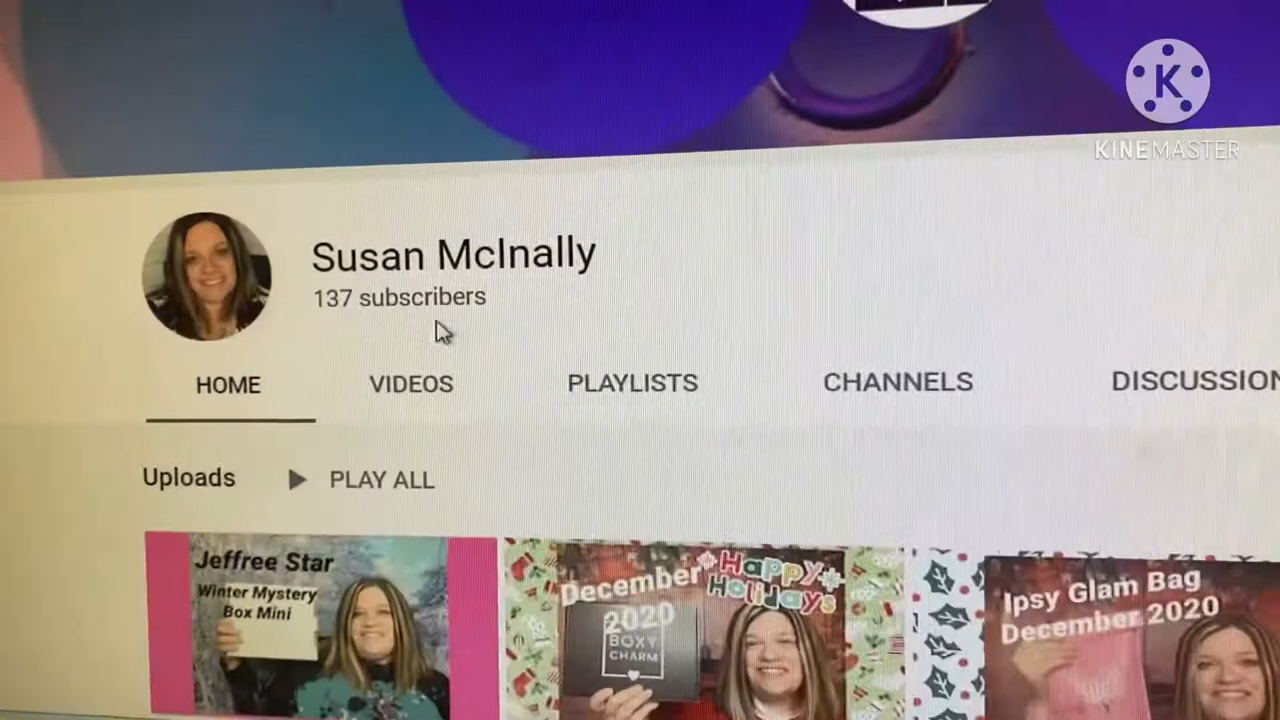 K
KINEMASTER
Susan McInally
137 subscribers
HOME
VIDEOS
PLAYLISTS
CHANNELS
DISCUSSION
Uploads
PLAY ALL
Jeffree Star
Winter Mystery
Box Mini
December
2020
Happy
Holidays
BOXY
CHARM
Ipsy Glam Bag
December 2020